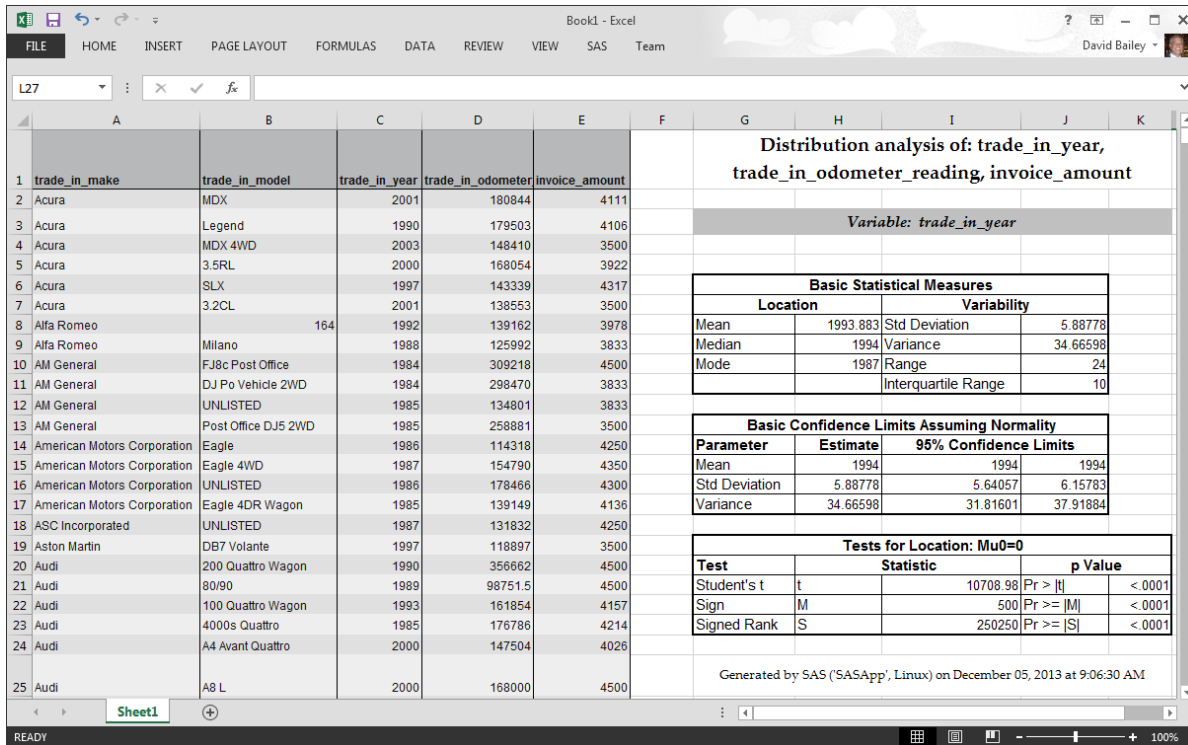 Book1 - Excel
?
FILE HOME INSERT PAGE LAYOUT FORMULAS DATA REVIEW VIEW SAS Team David Bailey
L27 fx
A B C D E F G H I J K
1 trade_in_make trade_in_model trade_in_year trade_in_odometer invoice_amount
Distribution analysis of: trade_in_year,
trade_in_odometer_reading, invoice_amount
2 Acura MDX 2001 180844 4111
3 Acura Legend 1990 179503 4106 Variable: trade_in_year
4 Acura MDX 4WD 2003 148410 3500
5 Acura 3.5RL 2000 168054 3922
6 Acura SLX 1997 143339 4317 Basic Statistical Measures
7 Acura 3.2CL 2001 138553 3500 Location Variability
8 Alfa Romeo 164 1992 139162 3978 Mean 1993.883 Std Deviation 5.88778
9 Alfa Romeo Milano 1988 125992 3833 Median 1994 Variance 34.66598
10 AM General FJ8c Post Office 1984 309218 4500 Mode 1987 Range 24
11 AM General DJ Po Vehicle 2WD 1984 298470 3833 Interquartile Range 10
12 AM General UNLISTED 1985 134801 3833
13 AM General Post Office DJ5 2WD 1985 258881 3500 Basic Confidence Limits Assuming Normality
14 American Motors Corporation Eagle 1986 114318 4250 Parameter Estimate 95% Confidence Limits
15 American Motors Corporation Eagle 4WD 1987 154790 4350 Mean 1994 1994 1994
16 American Motors Corporation UNLISTED 1986 178466 4300 Std Deviation 5.88778 5.64057 6.15783
17 American Motors Corporation Eagle 4DR Wagon 1985 139149 4136 Variance 34.66598 31.81601 37.91884
18 ASC Incorporated UNLISTED 1987 131832 4250
19 Aston Martin DB7 Volante 1997 118897 3500 Tests for Location: Mu0=0
20 Audi 200 Quattro Wagon 1990 356662 4500 Test Statistic p Value
21 Audi 80/90 1989 98751.5 4500 Student's t t 10708.98 Pr > |t| <.0001
22 Audi 100 Quattro Wagon 1993 161854 4157 Sign M 500 Pr >= |M| <.0001
23 Audi 4000s Quattro 1985 176786 4214 Signed Rank S 250250 Pr >= |S| <.0001
24 Audi A4 Avant Quattro 2000 147504 4026
25 Audi A8 L 2000 168000 4500 Generated by SAS ('SASApp', Linux) on December 05, 2013 at 9:06:30 AM
Sheet1
READY 100%